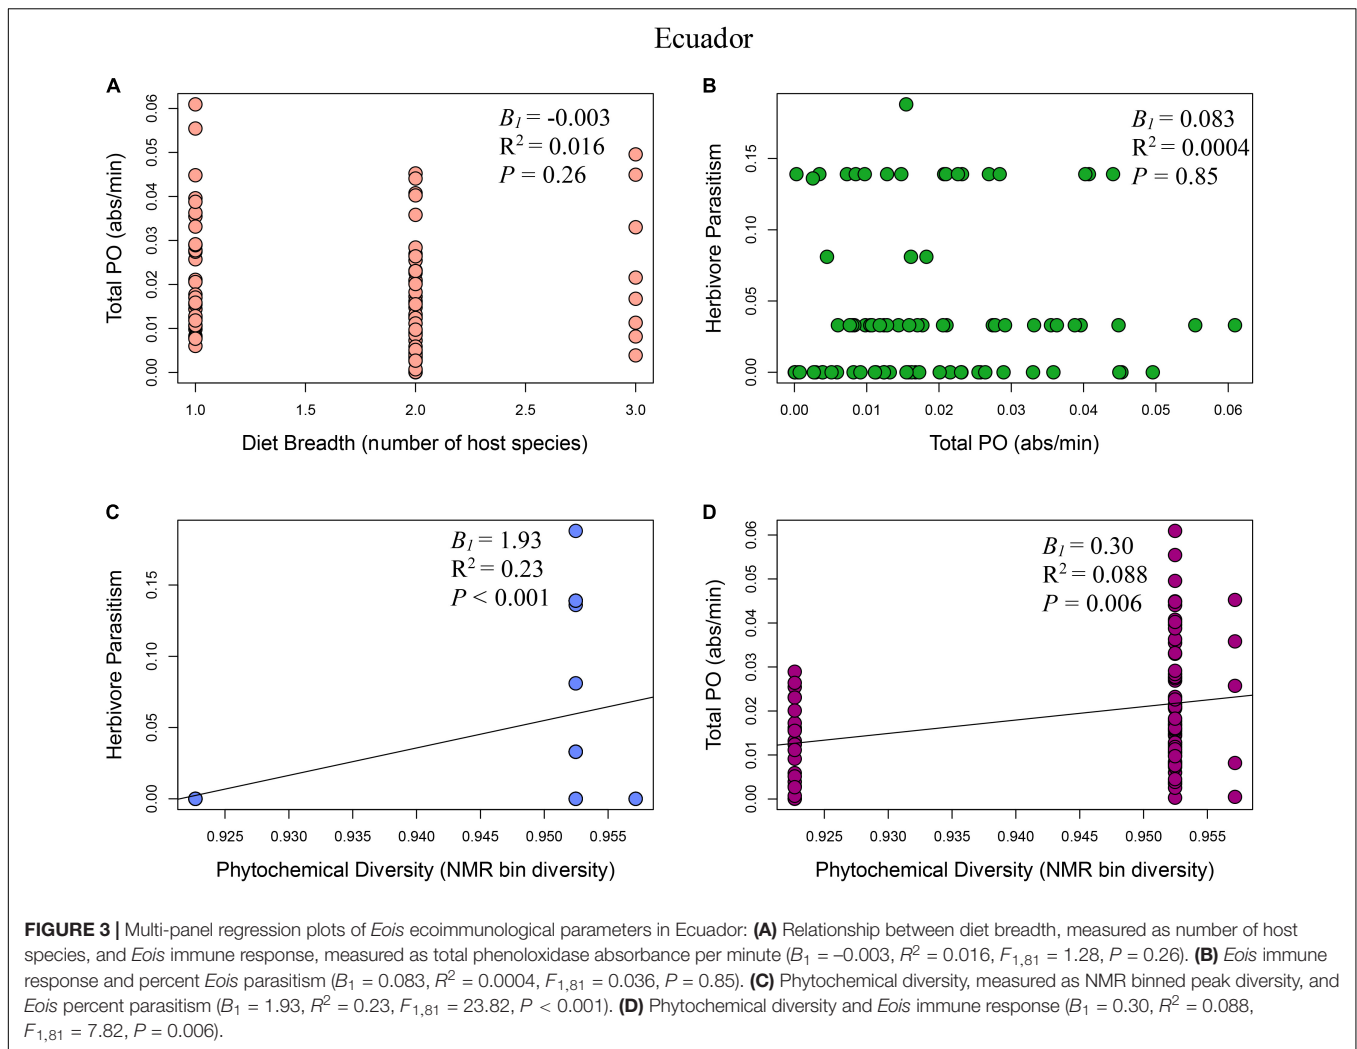 Ecuador
A
B₁ = -0.003
R² = 0.016
P = 0.26
Total PO (abs/min)
0.06
0.05
0.04
0.03
0.02
0.01
0.00
1.0 1.5 2.0 2.5 3.0
Diet Breadth (number of host species)
B
B₁ = 0.083
R² = 0.0004
P = 0.85
Herbivore Parasitism
0.15
0.10
0.05
0.00
0.00 0.01 0.02 0.03 0.04 0.05 0.06
Total PO (abs/min)
C
B₁ = 1.93
R² = 0.23
P < 0.001
Herbivore Parasitism
0.15
0.10
0.05
0.00
0.925 0.930 0.935 0.940 0.945 0.950 0.955
Phytochemical Diversity (NMR bin diversity)
D
B₁ = 0.30
R² = 0.088
P = 0.006
Total PO (abs/min)
0.06
0.05
0.04
0.03
0.02
0.01
0.00
0.925 0.930 0.935 0.940 0.945 0.950 0.955
Phytochemical Diversity (NMR bin diversity)
FIGURE 3 | Multi-panel regression plots of Eois ecoimmunological parameters in Ecuador: (A) Relationship between diet breadth, measured as number of host
species, and Eois immune response, measured as total phenoloxidase absorbance per minute (B₁ = –0.003, R² = 0.016, F₁,₈₁ = 1.28, P = 0.26). (B) Eois immune
response and percent Eois parasitism (B₁ = 0.083, R² = 0.0004, F₁,₈₁ = 0.036, P = 0.85). (C) Phytochemical diversity, measured as NMR binned peak diversity, and
Eois percent parasitism (B₁ = 1.93, R² = 0.23, F₁,₈₁ = 23.82, P < 0.001). (D) Phytochemical diversity and Eois immune response (B₁ = 0.30, R² = 0.088,
F₁,₈₁ = 7.82, P = 0.006).